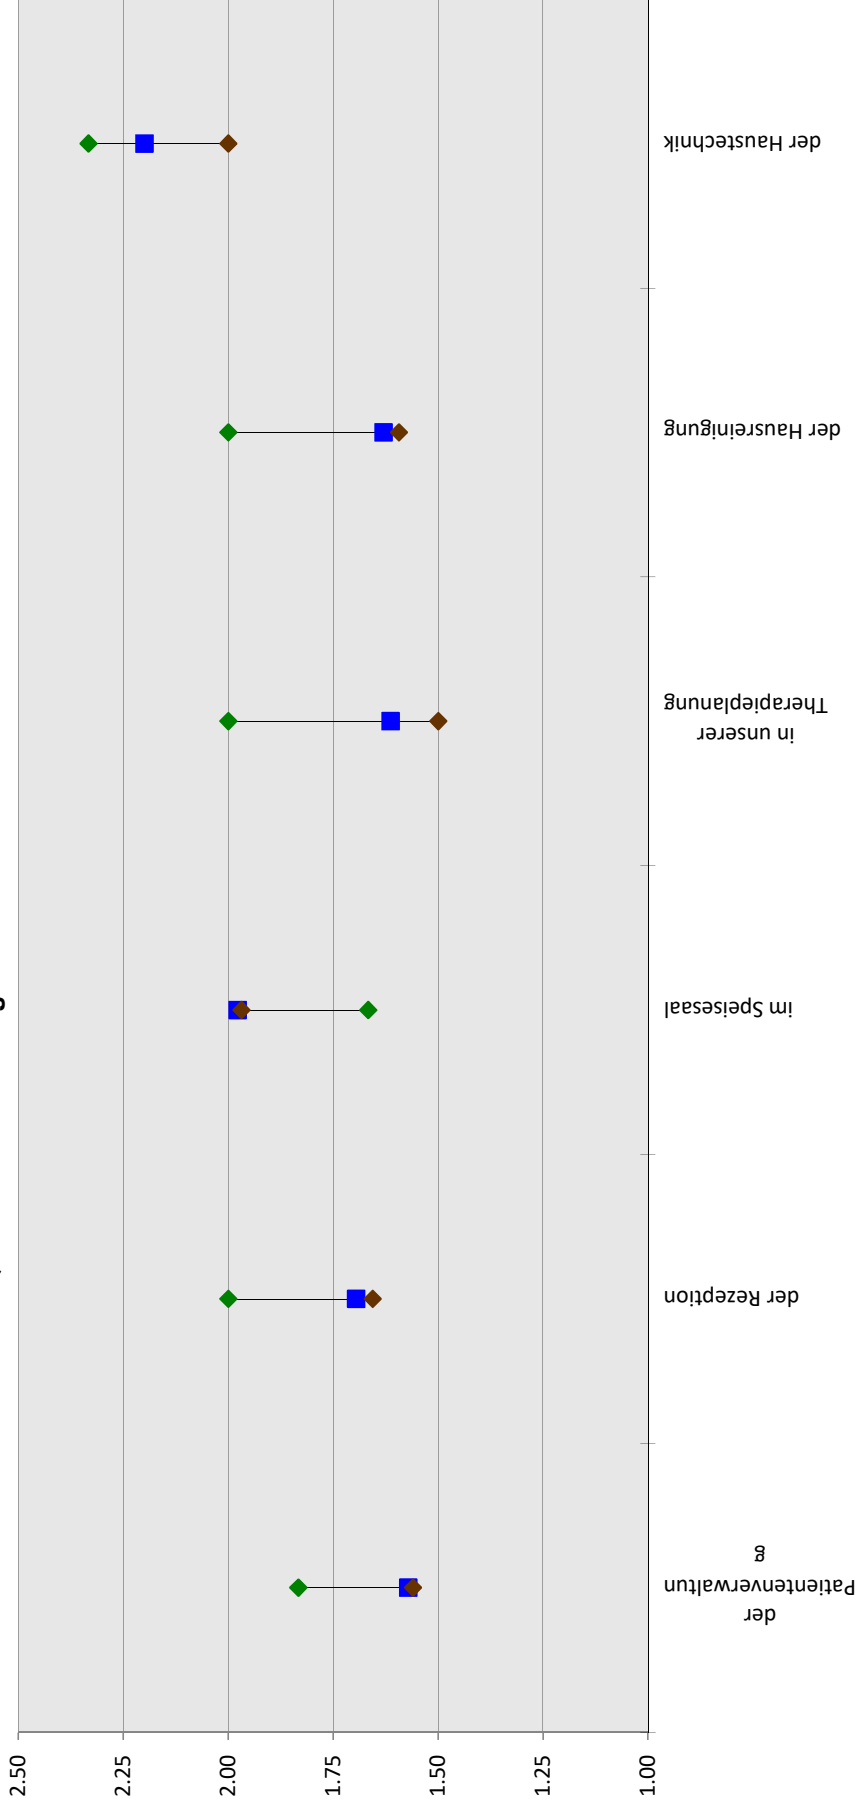 der Haustechnik
der Hausreinigung
in unserer
Therapieplanung
im Speisesaal
der Rezeption
der
Patientenverwaltun
g
2.50
2.25
2.00
1.75
1.50
1.25
1.00